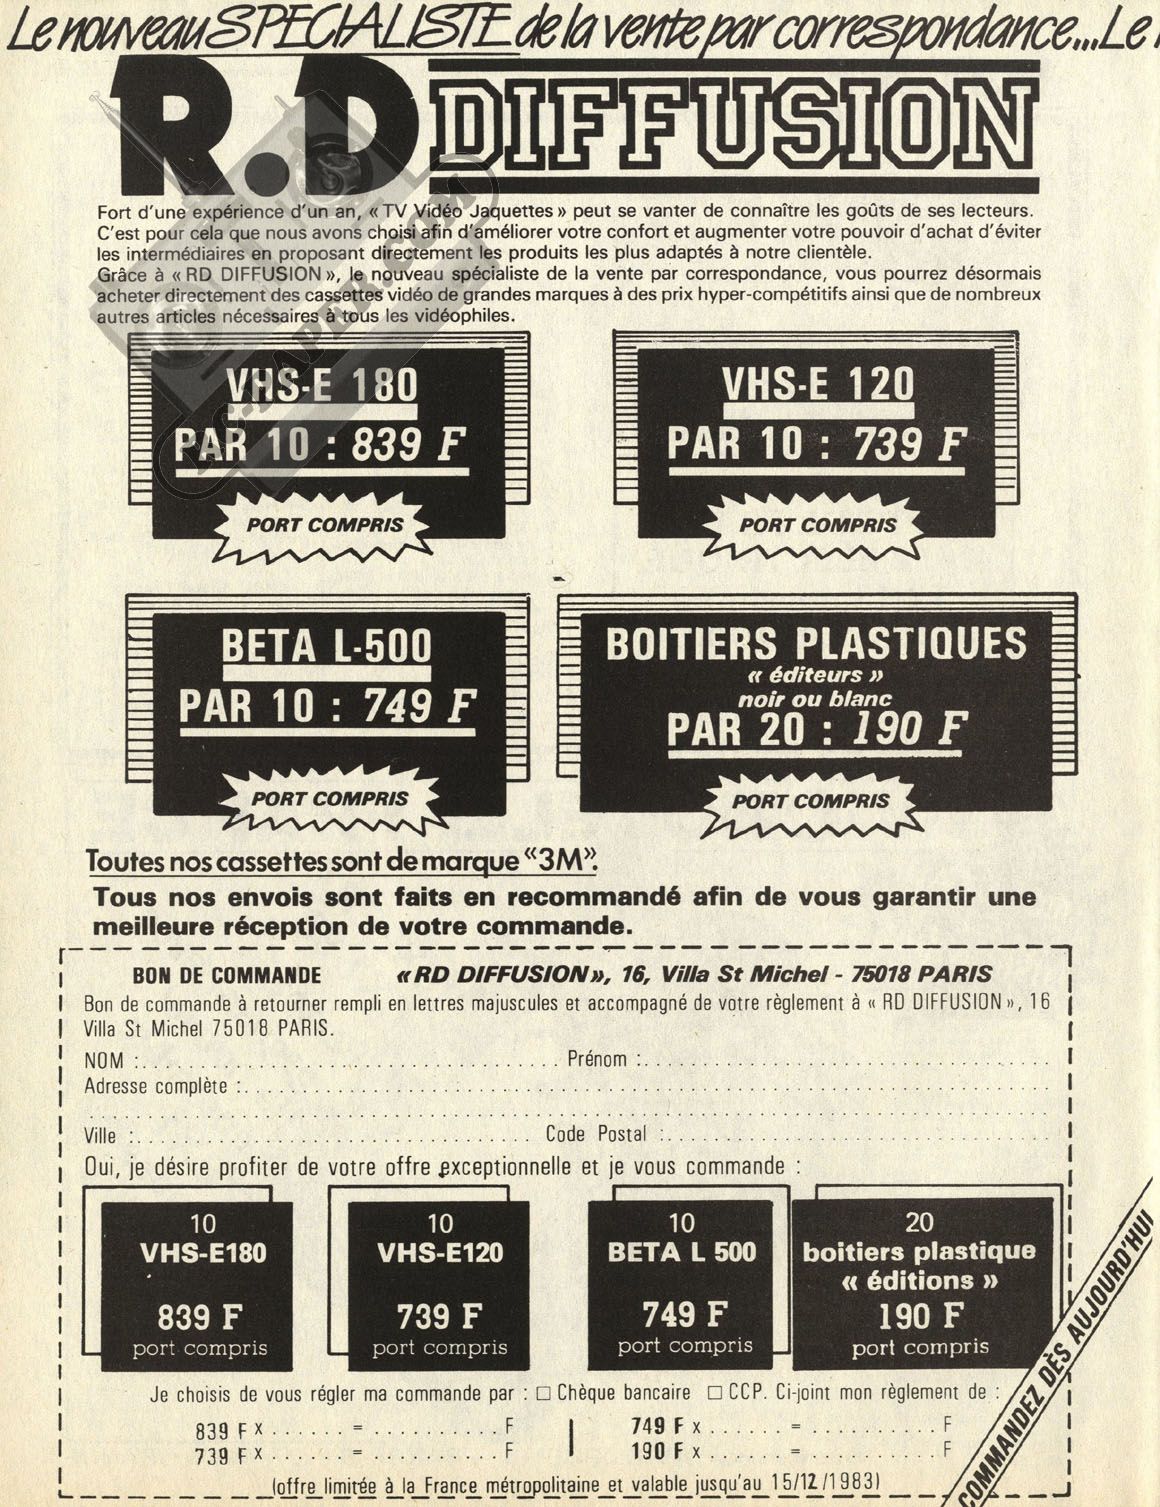 Le nouveau SPECIALISTE de la vente par correspondance...Le
R.D DIFFUSION
Fort d'une expérience d'un an, « TV Vidéo Jaquettes » peut se vanter de connaître les goûts de ses lecteurs.
C'est pour cela que nous avons choisi afin d'améliorer votre confort et augmenter votre pouvoir d'achat d'éviter
les intermédiaires en proposant directement les produits les plus adaptés à notre clientèle.
Grâce à « RD DIFFUSION », le nouveau spécialiste de la vente par correspondance, vous pourrez désormais
acheter directement des cassettes vidéo de grandes marques à des prix hyper-compétitifs ainsi que de nombreux
autres articles nécessaires à tous les vidéophiles.
VHS-E 180
PAR 10 : 839 F
PORT COMPRIS
VHS-E 120
PAR 10 : 739 F
PORT COMPRIS
BETA L-500
PAR 10 : 749 F
PORT COMPRIS
BOITIERS PLASTIQUES
« éditeurs »
noir ou blanc
PAR 20 : 190 F
PORT COMPRIS
Toutes nos cassettes sont de marque "3M".
Tous nos envois sont faits en recommandé afin de vous garantir une
meilleure réception de votre commande.
BON DE COMMANDE «RD DIFFUSION», 16, Villa St Michel - 75018 PARIS
Bon de commande à retourner rempli en lettres majuscules et accompagné de votre règlement à « RD DIFFUSION », 16
Villa St Michel 75018 PARIS.
NOM :.......................................... Prénom :..........................................
Adresse complète :..........................................
Ville :.......................................... Code Postal :..........................................
Oui, je désire profiter de votre offre exceptionnelle et je vous commande :
10
VHS-E180
839 F
port compris
10
VHS-E120
739 F
port compris
10
BETA L 500
749 F
port compris
20
boitiers plastique
« éditions »
190 F
port compris
Je choisis de vous régler ma commande par : □ Chèque bancaire □ CCP. Ci-joint mon règlement de :
839 F x ....... = .......... F 749 F x ....... = .......... F
739 F x ....... = .......... F 190 F x ....... = .......... F
(offre limitée à la France métropolitaine et valable jusqu'au 15/12/1983)
COMMANDEZ DÈS AUJOURD'HUI